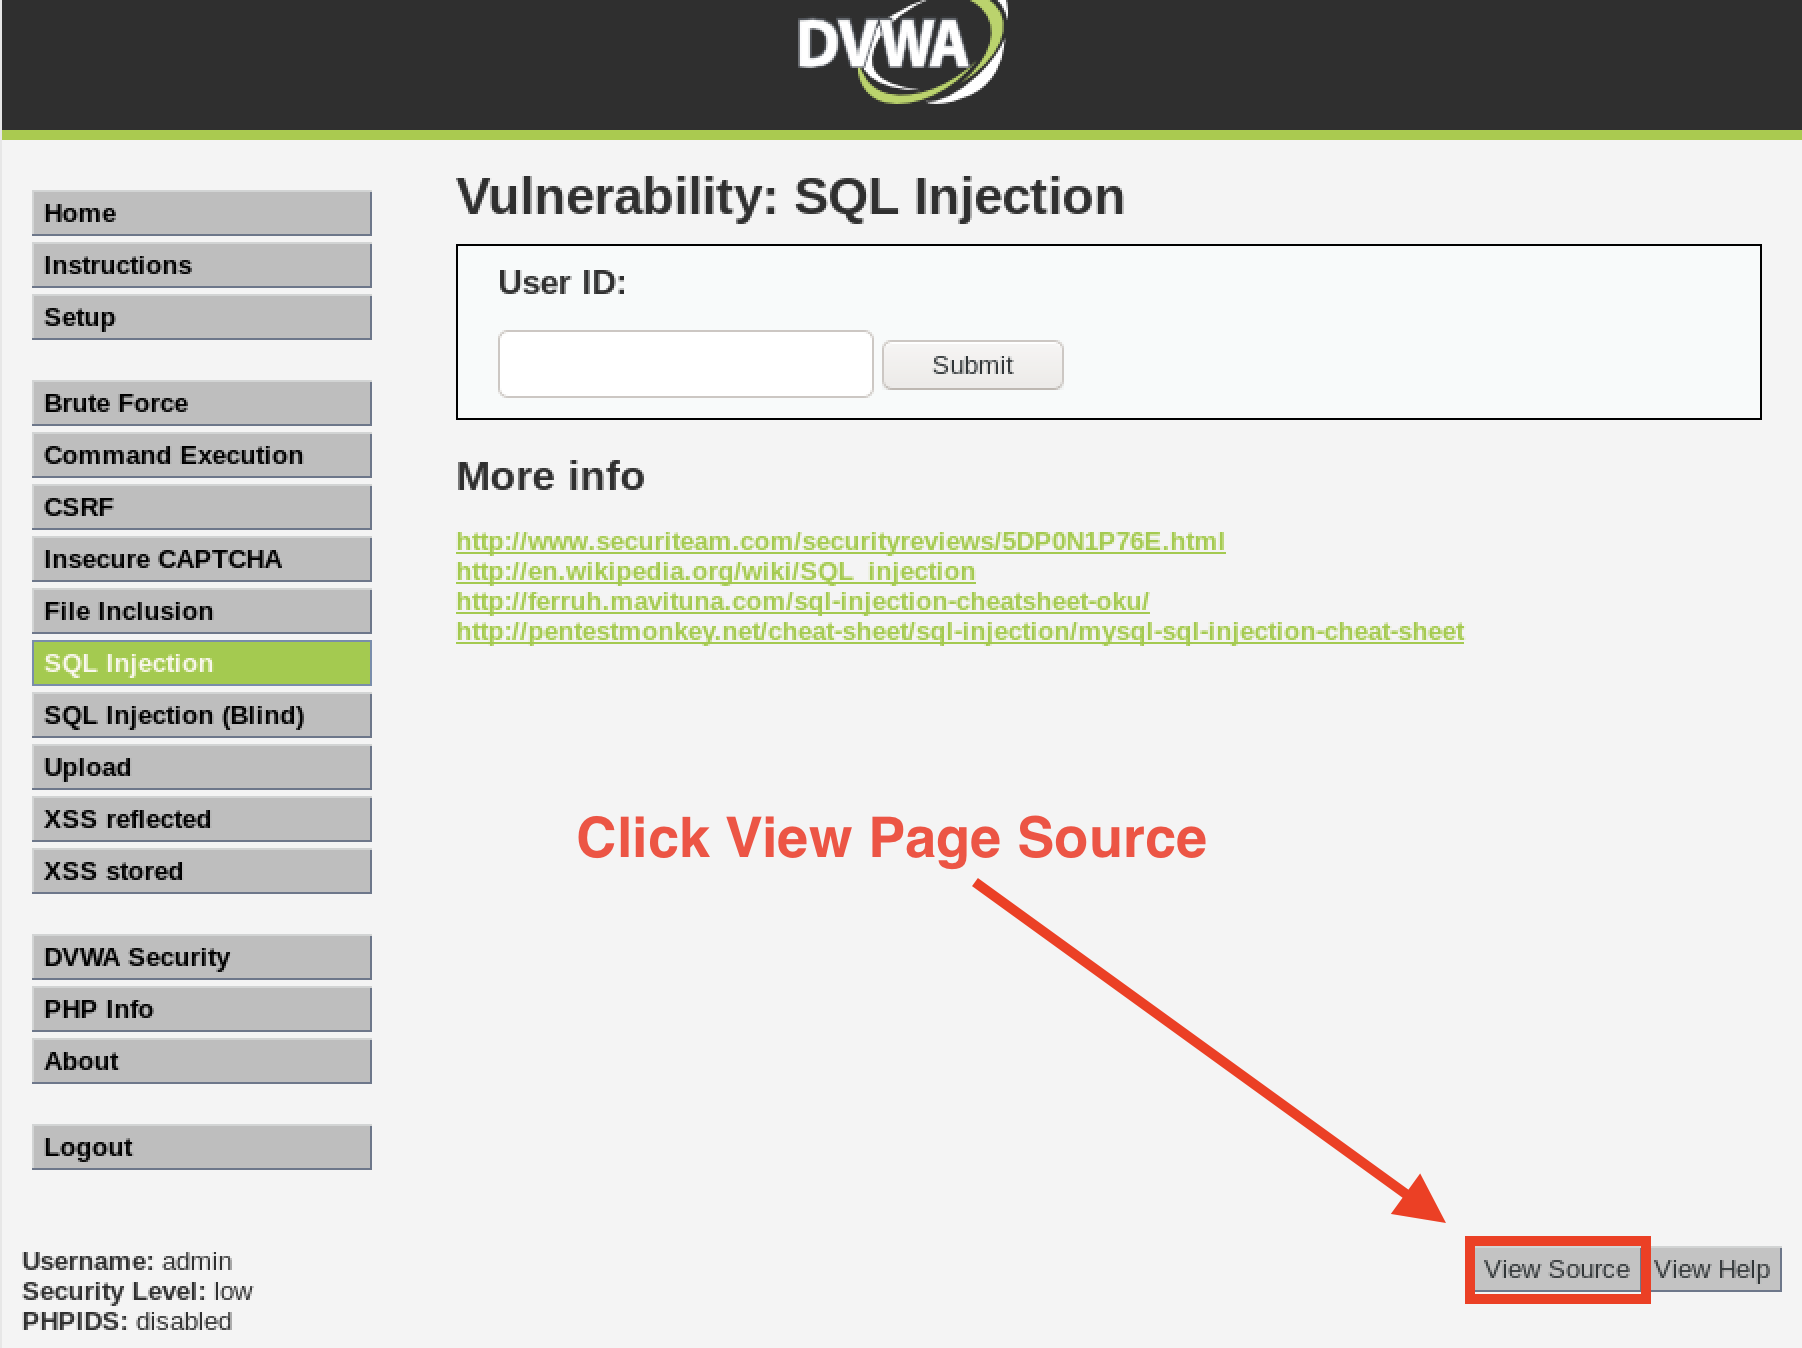 DVWA
Home
Instructions
Setup
Brute Force
Command Execution
CSRF
Insecure CAPTCHA
File Inclusion
SQL Injection
SQL Injection (Blind)
Upload
XSS reflected
XSS stored
DVWA Security
PHP Info
About
Logout
Vulnerability: SQL Injection
User ID:
Submit
More info
http://www.securiteam.com/securityreviews/5DP0N1P76E.html
http://en.wikipedia.org/wiki/SQL_injection
http://ferruh.mavituna.com/sql-injection-cheatsheet-oku/
http://pentestmonkey.net/cheat-sheet/sql-injection/mysql-sql-injection-cheat-sheet
Click View Page Source
Username: admin
Security Level: low
PHPIDS: disabled
View Source View Help